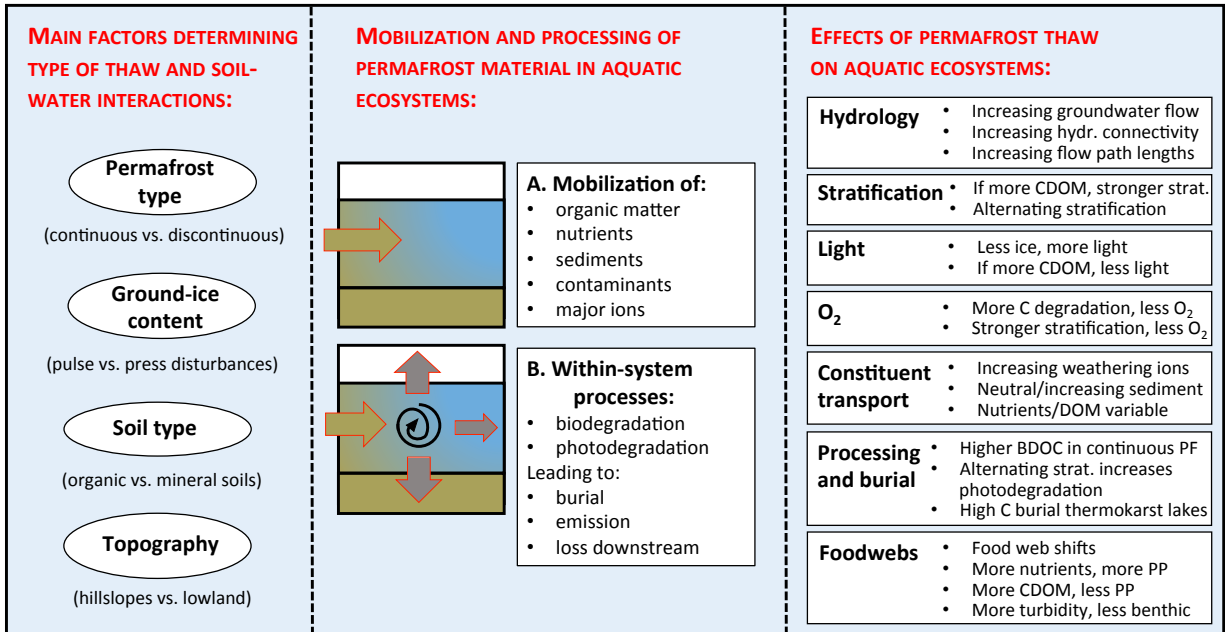 MAIN FACTORS DETERMINING
TYPE OF THAW AND SOIL-
WATER INTERACTIONS:
Permafrost
type
(continuous vs. discontinuous)
Ground-ice
content
(pulse vs. press disturbances)
Soil type
(organic vs. mineral soils)
Topography
(hillslopes vs. lowland)
MOBILIZATION AND PROCESSING OF
PERMAFROST MATERIAL IN AQUATIC
ECOSYSTEMS:
A. Mobilization of:
• organic matter
• nutrients
• sediments
• contaminants
• major ions
B. Within-system
processes:
• biodegradation
• photodegradation
Leading to:
• burial
• emission
• loss downstream
EFFECTS OF PERMAFROST THAW
ON AQUATIC ECOSYSTEMS:
Hydrology
• Increasing groundwater flow
• Increasing hydr. connectivity
• Increasing flow path lengths
Stratification
• If more CDOM, stronger strat.
• Alternating stratification
Light
• Less ice, more light
• If more CDOM, less light
O₂
• More C degradation, less O₂
• Stronger stratification, less O₂
Constituent
transport
• Increasing weathering ions
• Neutral/increasing sediment
• Nutrients/DOM variable
Processing
and burial
• Higher BDOC in continuous PF
• Alternating strat. increases
photodegradation
• High C burial thermokarst lakes
Foodwebs
• Food web shifts
• More nutrients, more PP
• More CDOM, less PP
• More turbidity, less benthic